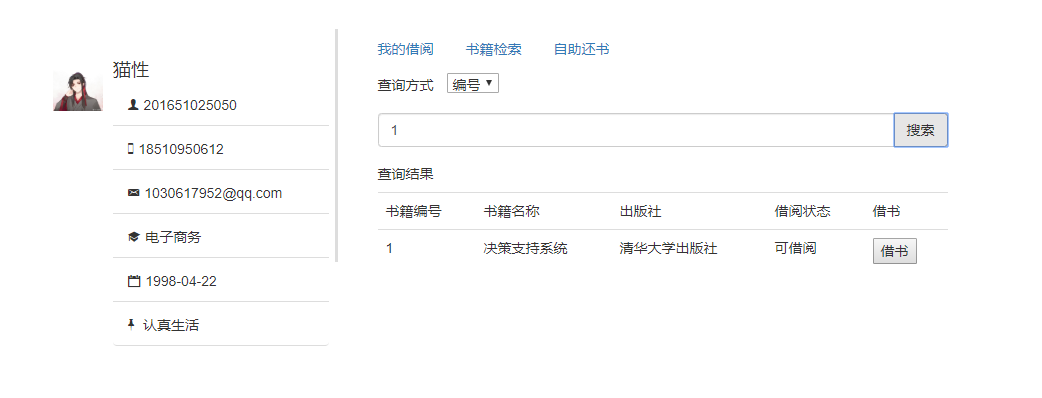 猫性
201651025050
18510950612
1030617952@qq.com
电子商务
1998-04-22
认真生活
我的借阅 书籍检索 自助还书
查询方式 编号
1 搜索
查询结果
书籍编号 书籍名称 出版社 借阅状态 借书
1 决策支持系统 清华大学出版社 可借阅 借书